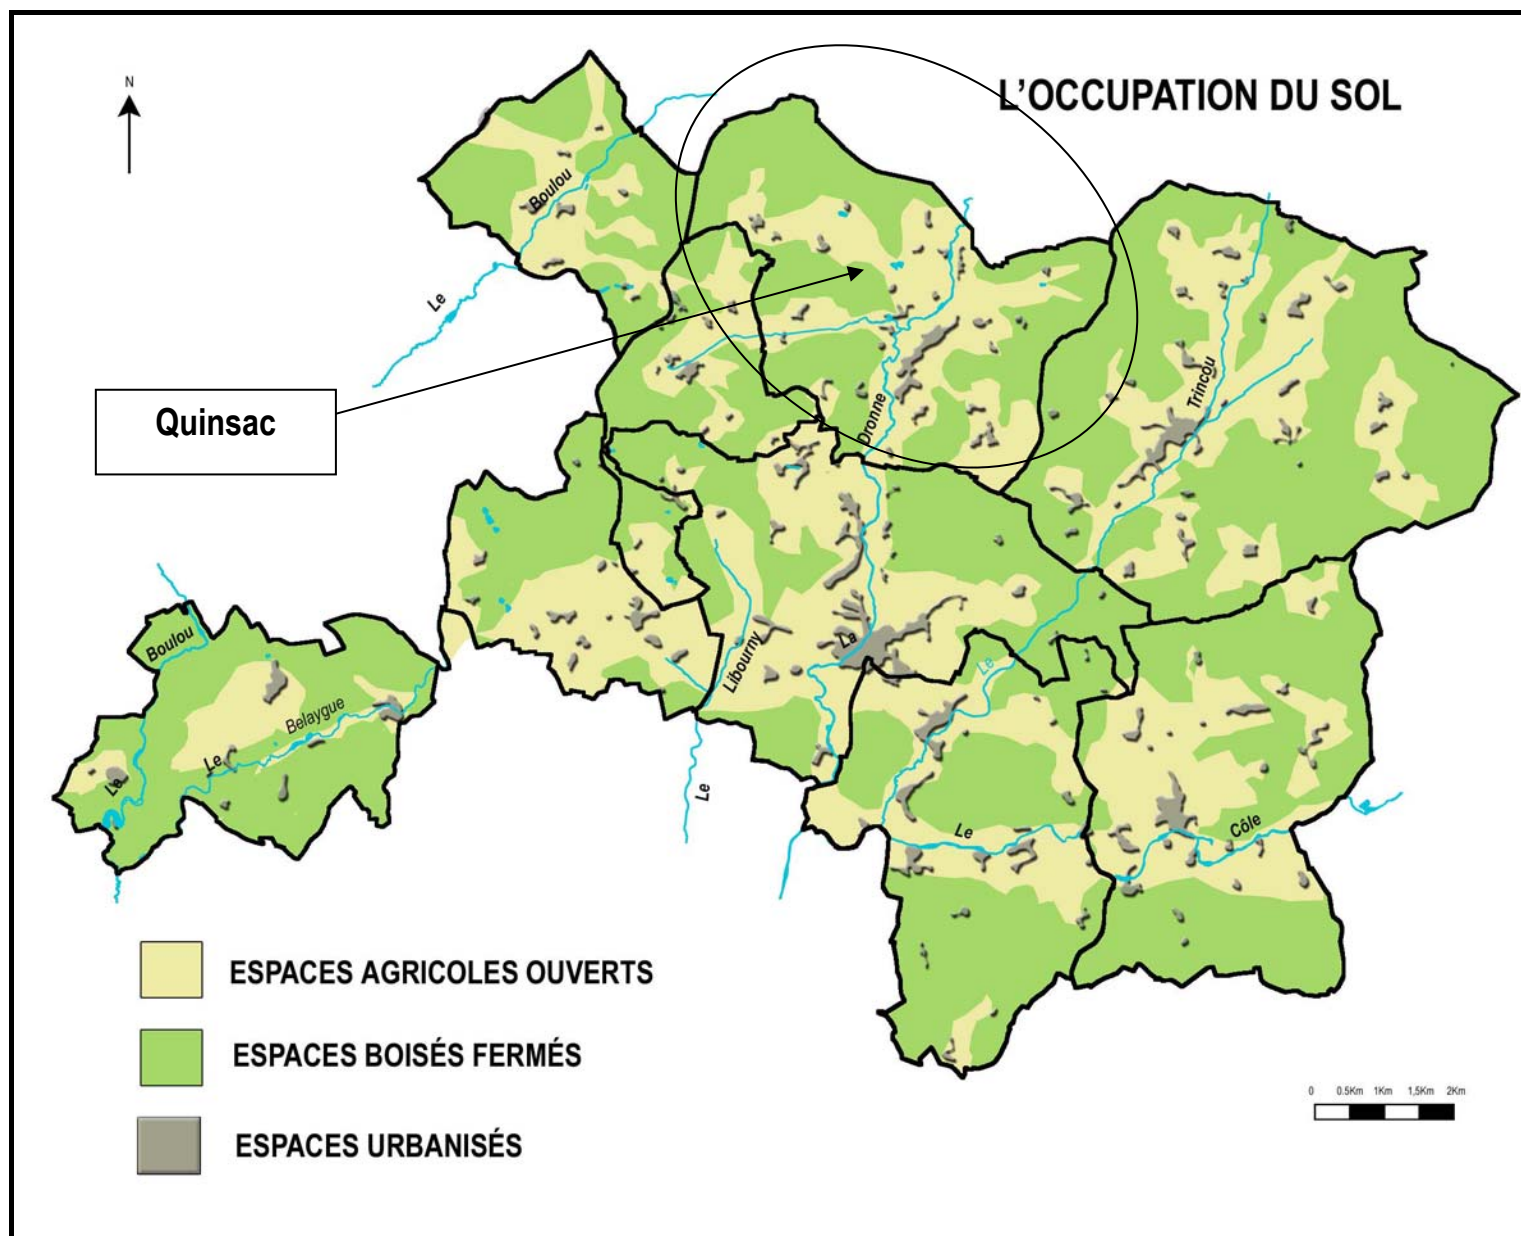 N
L'OCCUPATION DU SOL
Boulou
Le
Quinsac
Dronne
Trincou
Boulou
Le
Belaygue
Le
Libourny
Le
La
Le
Le
Côle
ESPACES AGRICOLES OUVERTS
ESPACES BOISÉS FERMÉS
ESPACES URBANISÉS
0 0.5Km 1Km 1,5Km 2Km